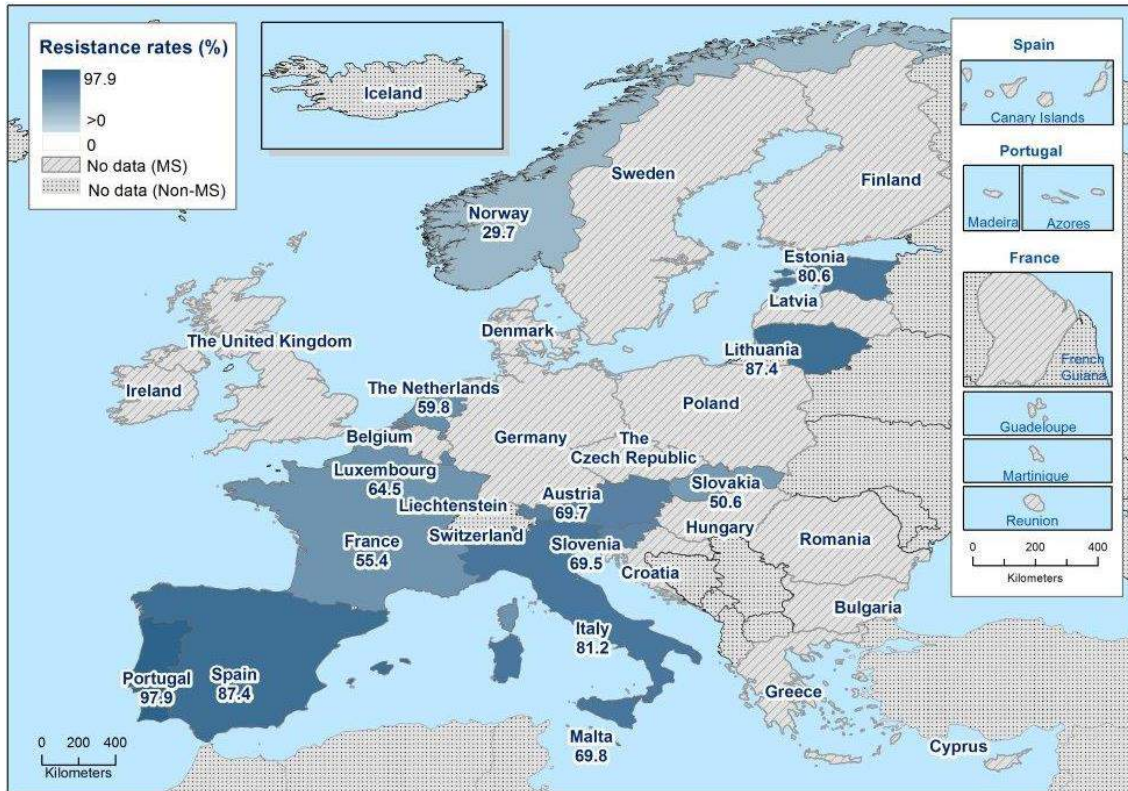 Resistance rates (%)
97.9
>0
0
No data (MS)
No data (Non-MS)
Iceland
Spain
Canary Islands
Portugal
Madeira
Azores
France
French
Guiana
Guadeloupe
Martinique
Reunion
0 200 400
Kilometers
Sweden
Finland
Norway
29.7
Estonia
80.6
Latvia
Lithuania
87.4
Denmark
The United Kingdom
Ireland
The Netherlands
59.8
Belgium
Germany
Poland
The
Czech Republic
Luxembourg
64.5
Slovakia
50.6
Liechtenstein
Austria
69.7
Switzerland
Hungary
Romania
France
55.4
Slovenia
69.5
Croatia
Bulgaria
Italy
81.2
Portugal
97.9
Spain
87.4
Greece
Malta
69.8
Cyprus
0 200 400
Kilometers